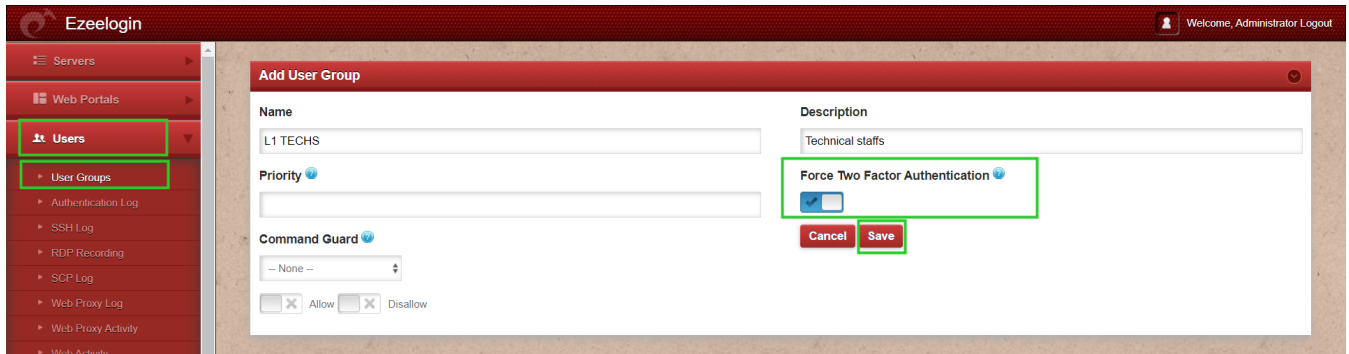 Ezeelogin
Welcome, Administrator Logout
Servers
Web Portals
Users
User Groups
Authentication Log
SSH Log
RDP Recording
SCP Log
Web Proxy Log
Web Proxy Activity
Web Activity
Add User Group
Name
Description
L1 TECHS
Technical staffs
Priority
Force Two Factor Authentication
Cancel Save
Command Guard
-- None --
Allow Disallow